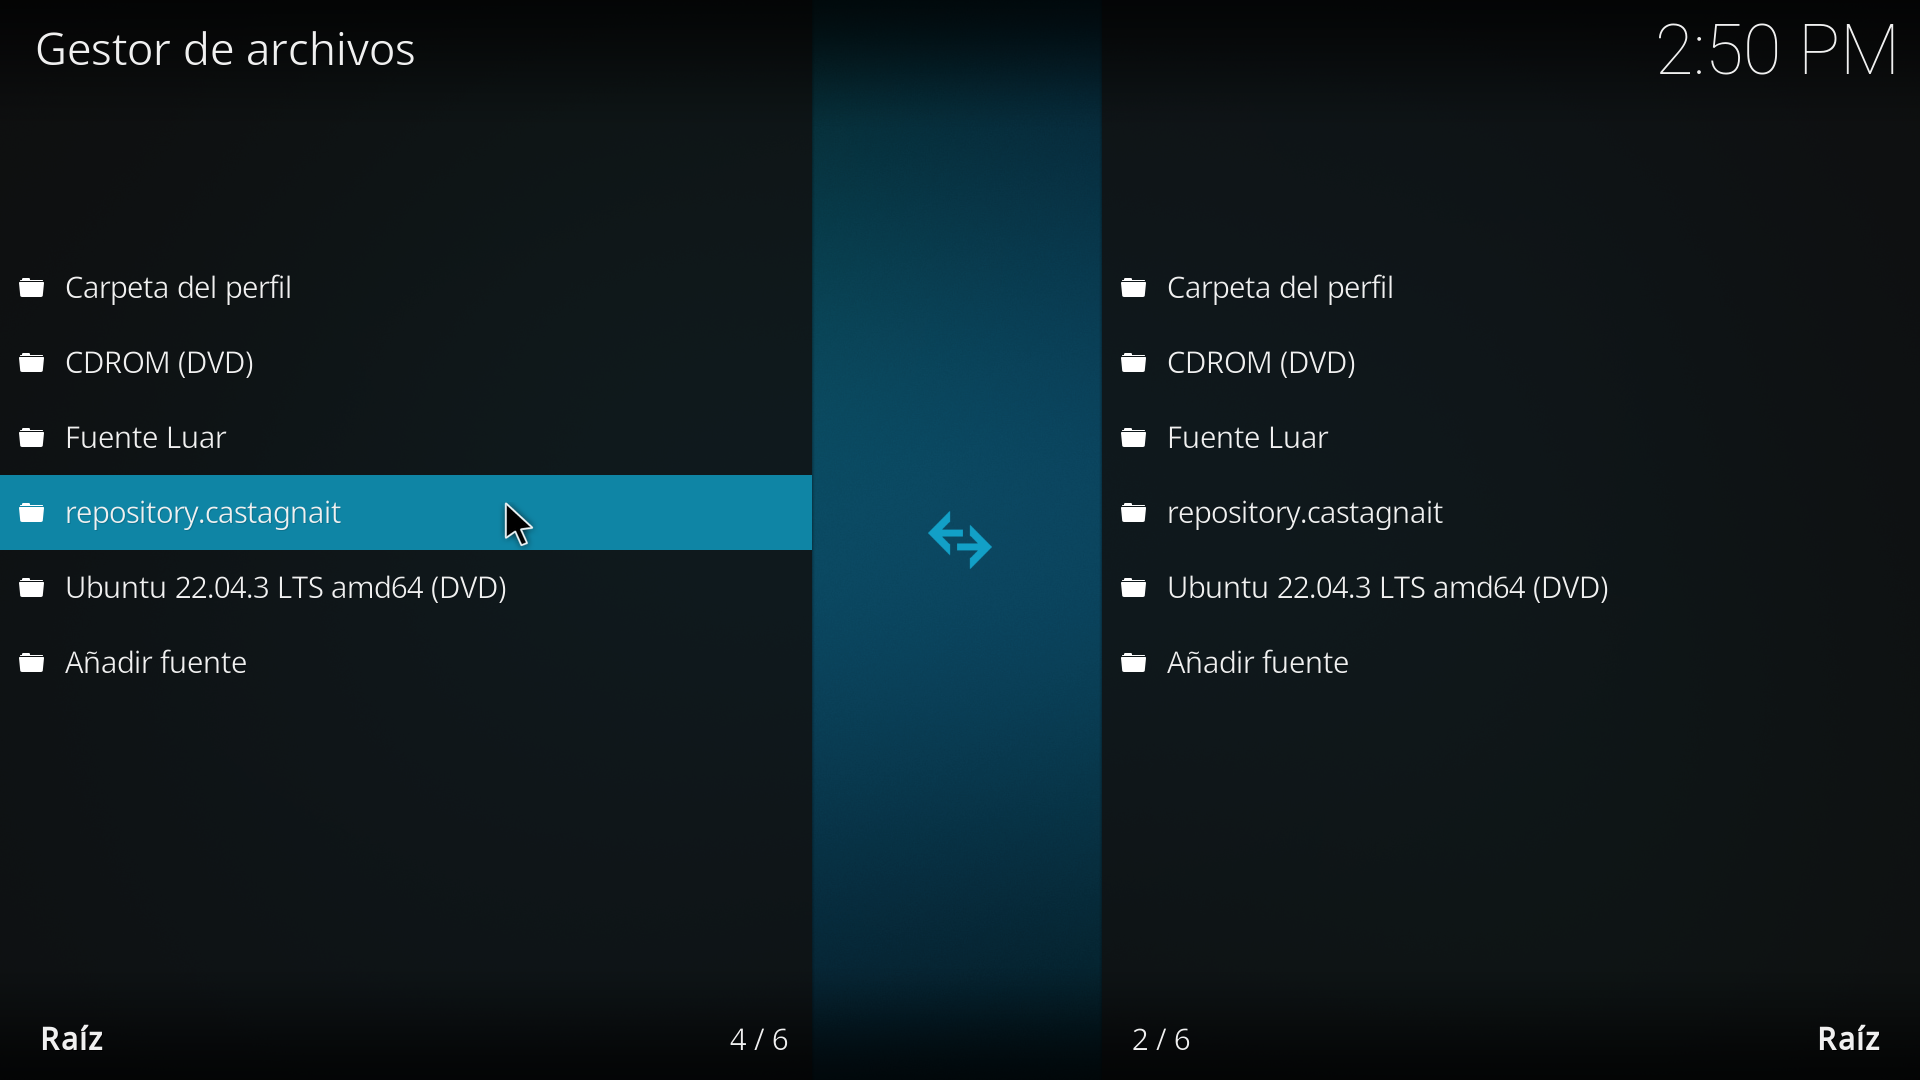 Gestor de archivos
2:50 PM
Carpeta del perfil
CDROM (DVD)
Fuente Luar
repository.castagnait
Ubuntu 22.04.3 LTS amd64 (DVD)
Añadir fuente
Carpeta del perfil
CDROM (DVD)
Fuente Luar
repository.castagnait
Ubuntu 22.04.3 LTS amd64 (DVD)
Añadir fuente
Raíz
4 / 6
2 / 6
Raíz